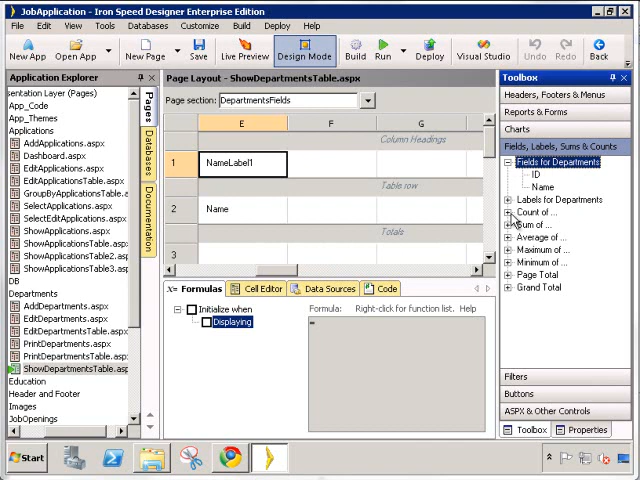 JobApplication - Iron Speed Designer Enterprise Edition
File Edit View Tools Databases Customize Build Deploy Help
New App Open App New Page Save Live Preview Design Mode Build Run Deploy Visual Studio Undo Redo Back
Application Explorer
sentation Layer (Pages)
App_Code
App_Themes
Applications
AddApplications.aspx
Dashboard.aspx
EditApplications.aspx
EditApplicationsTable.aspx
GroupByApplicationsTable.aspx
SelectApplications.aspx
SelectEditApplications.aspx
ShowApplications.aspx
ShowApplicationsTable.aspx
ShowApplicationsTable2.aspx
ShowApplicationsTable3.aspx
DB
Departments
AddDepartments.aspx
EditDepartments.aspx
EditDepartmentsTable.aspx
PrintDepartments.aspx
PrintDepartmentsTable.aspx
ShowDepartmentsTable.asp
Education
Header and Footer
Images
JobOpenings
Pages
Databases
Documentation
Page Layout - ShowDepartmentsTable.aspx
Page section: DepartmentsFields
E F G
Column Headings
1 NameLabel1
Table row
2 Name
Totals
3
X= Formulas Cell Editor Data Sources Code
Initialize when
Displaying
Formula: Right-click for function list. Help
=
Toolbox
Headers, Footers & Menus
Reports & Forms
Charts
Fields, Labels, Sums & Counts
Fields for Departments
ID
Name
Labels for Departments
Count of ...
Sum of ...
Average of ...
Maximum of ...
Minimum of ...
Page Total
Grand Total
Filters
Buttons
ASPX & Other Controls
Toolbox Properties
Start